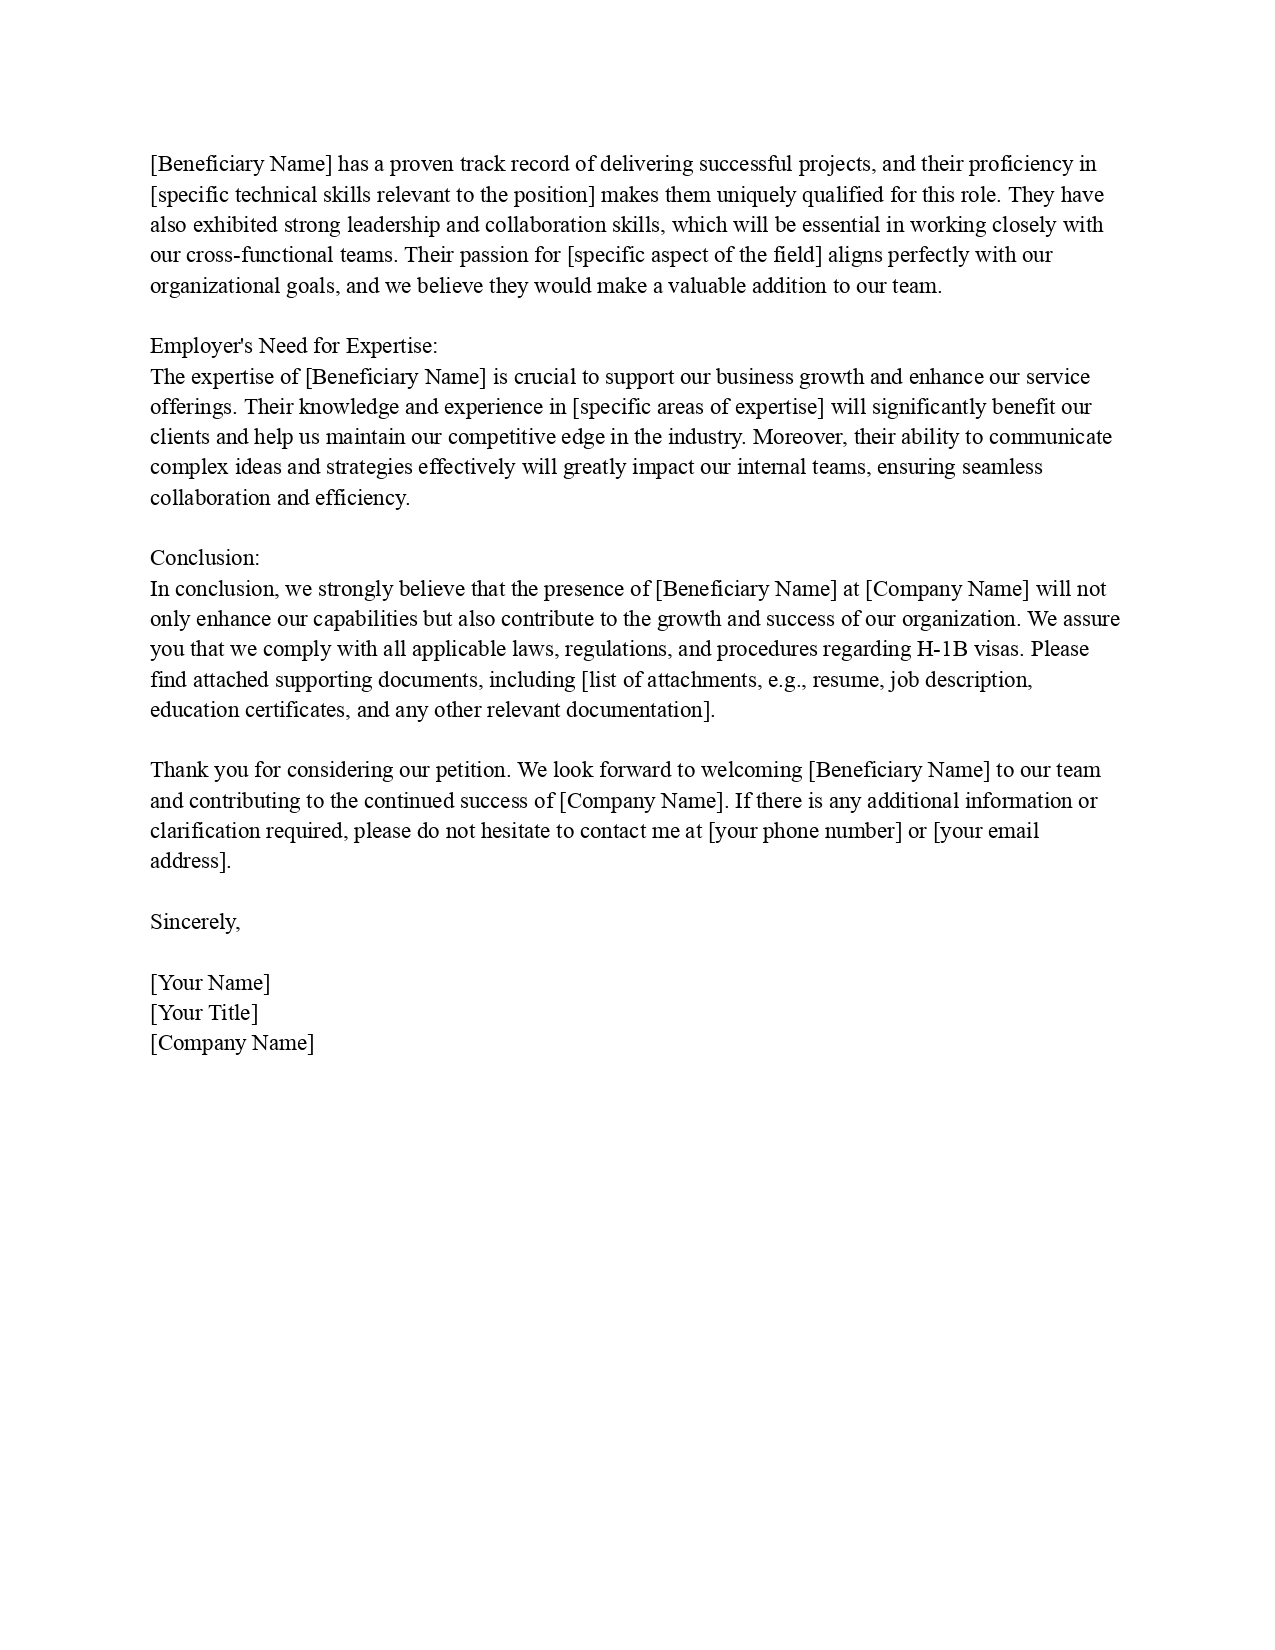 [Beneficiary Name] has a proven track record of delivering successful projects, and their proficiency in
[specific technical skills relevant to the position] makes them uniquely qualified for this role. They have
also exhibited strong leadership and collaboration skills, which will be essential in working closely with
our cross-functional teams. Their passion for [specific aspect of the field] aligns perfectly with our
organizational goals, and we believe they would make a valuable addition to our team.
Employer's Need for Expertise:
The expertise of [Beneficiary Name] is crucial to support our business growth and enhance our service
offerings. Their knowledge and experience in [specific areas of expertise] will significantly benefit our
clients and help us maintain our competitive edge in the industry. Moreover, their ability to communicate
complex ideas and strategies effectively will greatly impact our internal teams, ensuring seamless
collaboration and efficiency.
Conclusion:
In conclusion, we strongly believe that the presence of [Beneficiary Name] at [Company Name] will not
only enhance our capabilities but also contribute to the growth and success of our organization. We assure
you that we comply with all applicable laws, regulations, and procedures regarding H-1B visas. Please
find attached supporting documents, including [list of attachments, e.g., resume, job description,
education certificates, and any other relevant documentation].
Thank you for considering our petition. We look forward to welcoming [Beneficiary Name] to our team
and contributing to the continued success of [Company Name]. If there is any additional information or
clarification required, please do not hesitate to contact me at [your phone number] or [your email
address].
Sincerely,
[Your Name]
[Your Title]
[Company Name]